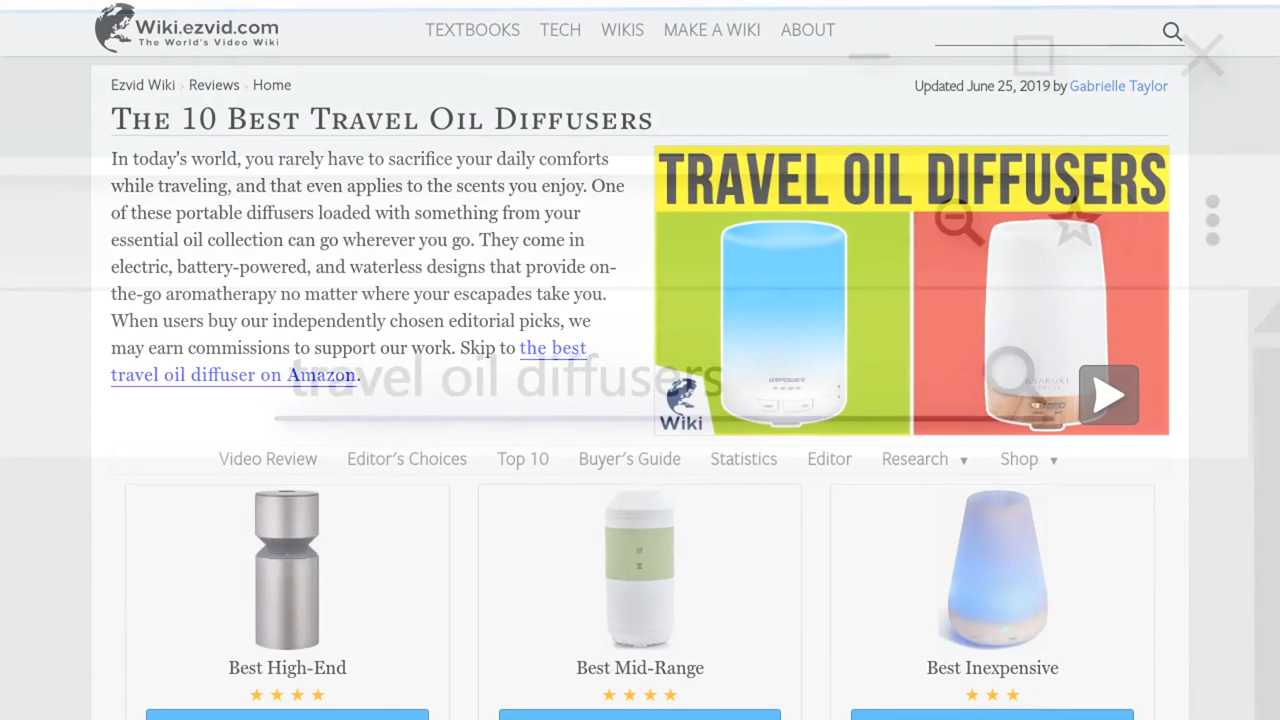 Wiki.ezvid.com
The World's Video Wiki
TEXTBOOKS TECH WIKIS MAKE A WIKI ABOUT
Ezvid Wiki › Reviews › Home
Updated June 25, 2019 by Gabrielle Taylor
The 10 Best Travel Oil Diffusers
In today's world, you rarely have to sacrifice your daily comforts
while traveling, and that even applies to the scents you enjoy. One
of these portable diffusers loaded with something from your
essential oil collection can go wherever you go. They come in
electric, battery-powered, and waterless designs that provide on-
the-go aromatherapy no matter where your escapades take you.
When users buy our independently chosen editorial picks, we
may earn commissions to support our work. Skip to the best
travel oil diffuser on Amazon.
TRAVEL OIL DIFFUSERS
URPOWER
ASAKUKI
Wiki
travel oil diffusers
Video Review Editor's Choices Top 10 Buyer's Guide Statistics Editor Research ▼ Shop ▼
Best High-End
Best Mid-Range
Best Inexpensive